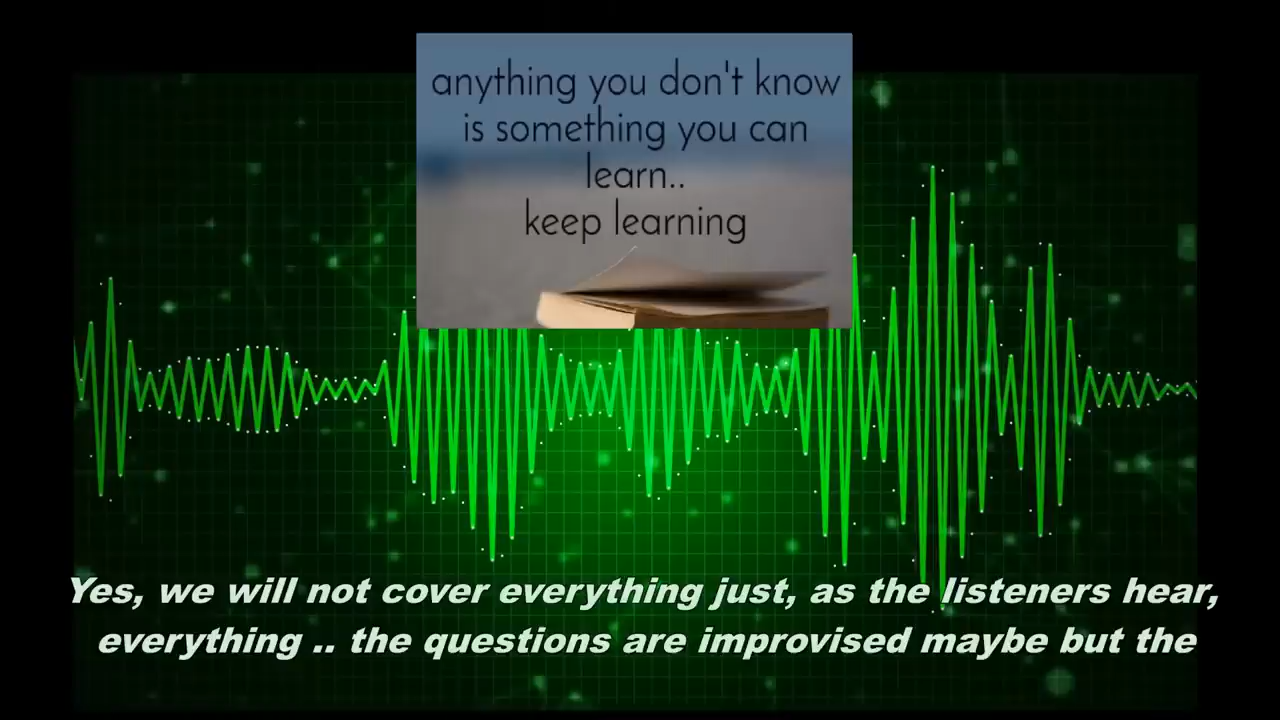 anything you don't know
is something you can
learn..
keep learning
Yes, we will not cover everything just, as the listeners hear,
everything .. the questions are improvised maybe but the